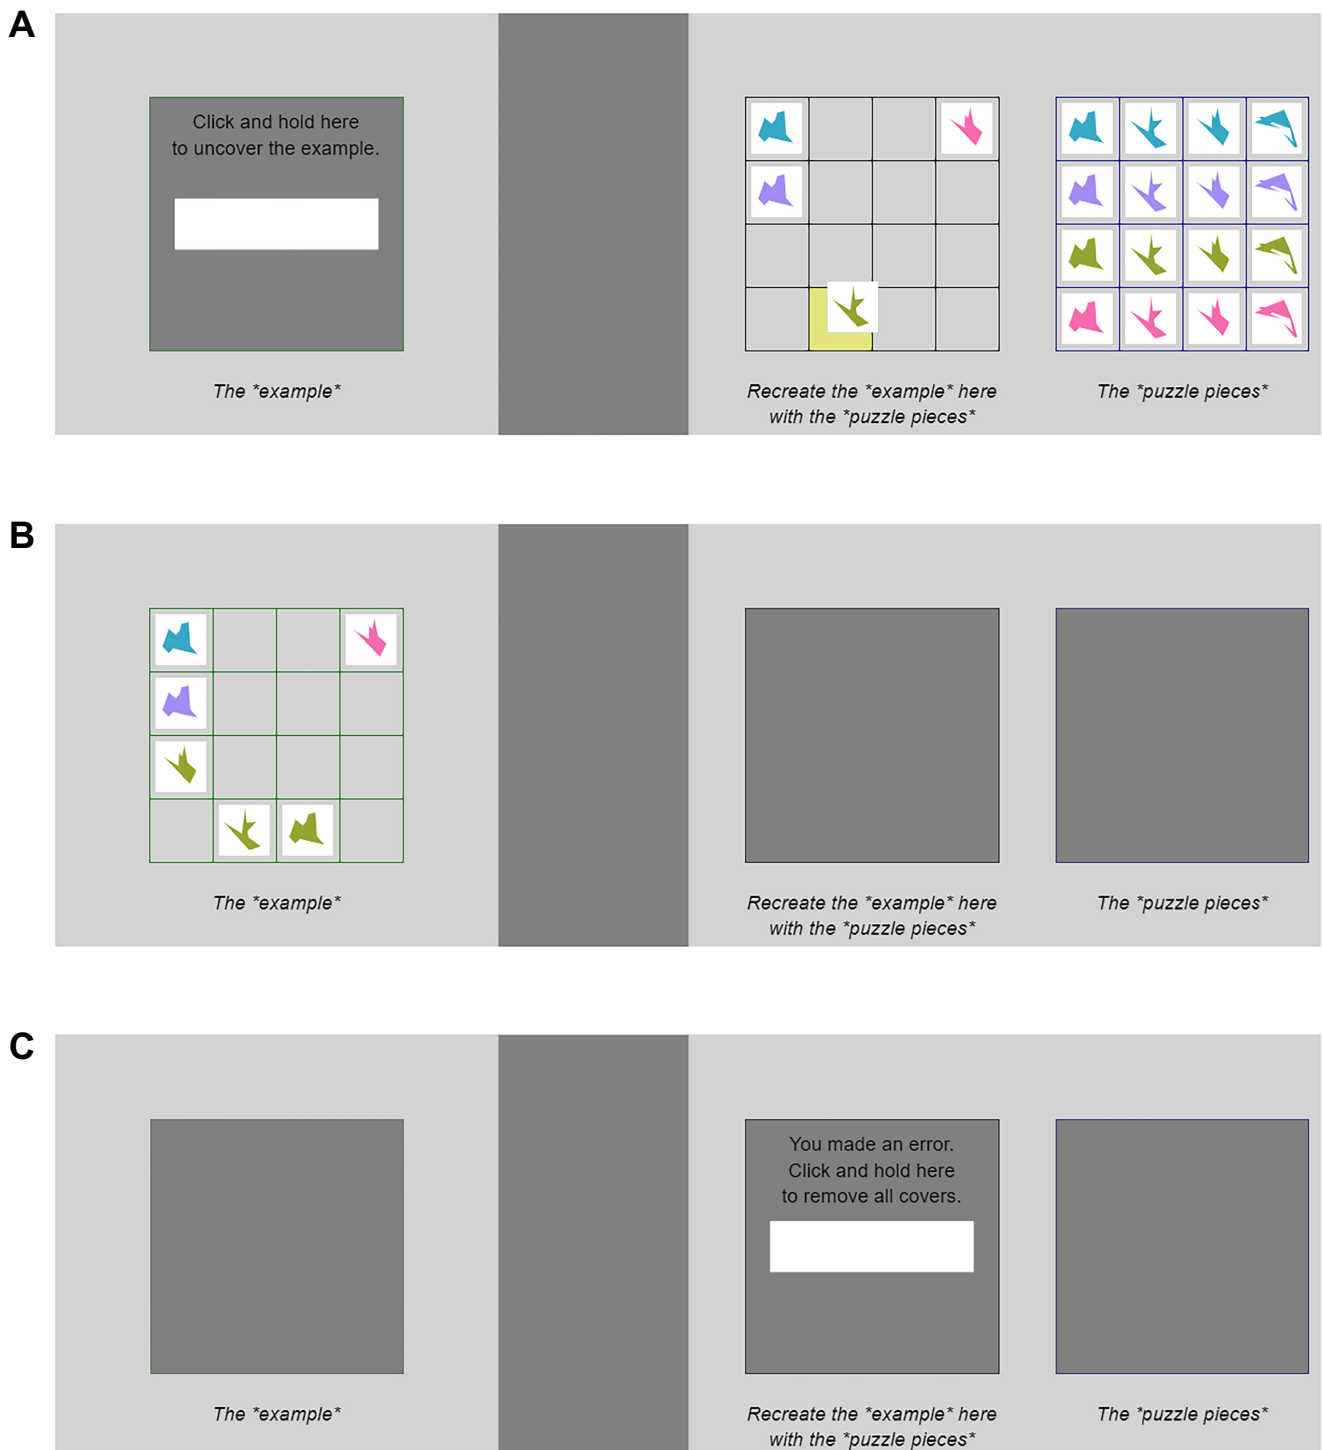 A
Click and hold here
to uncover the example.
The *example*
Recreate the *example* here
with the *puzzle pieces*
The *puzzle pieces*
B
The *example*
Recreate the *example* here
with the *puzzle pieces*
The *puzzle pieces*
C
You made an error.
Click and hold here
to remove all covers.
The *example*
Recreate the *example* here
with the *puzzle pieces*
The *puzzle pieces*